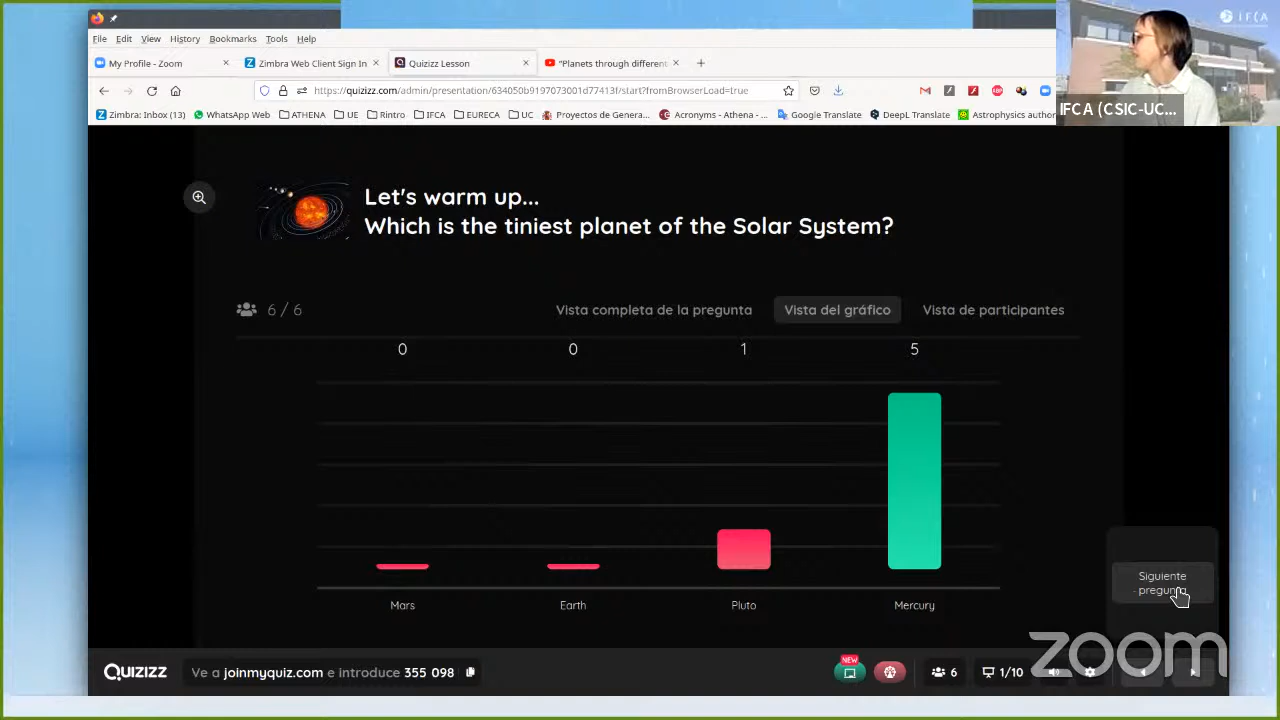 File Edit View History Bookmarks Tools Help
My Profile - Zoom
Zimbra Web Client Sign In
Quizizz Lesson
"Planets through different
https://quizizz.com/admin/presentation/
start?fromBrowserLoad=true
Zimbra: Inbox (13) WhatsApp Web ATHENA UE Rintro IFCA EURECA UC Proyectos de Genera... Acronyms - Athena - ... Google Translate DeepL Translate Astrophysics author
IFCA
IFCA (CSIC-UC...
Let's warm up...
Which is the tiniest planet of the Solar System?
6 / 6
Vista completa de la pregunta Vista del gráfico Vista de participantes
0 0 1 5
Mars Earth Pluto Mercury
Siguiente
pregunta
QUIZIZZ Ve a joinmyquiz.com e introduce 355 098
NEW
6
1/10
zoom